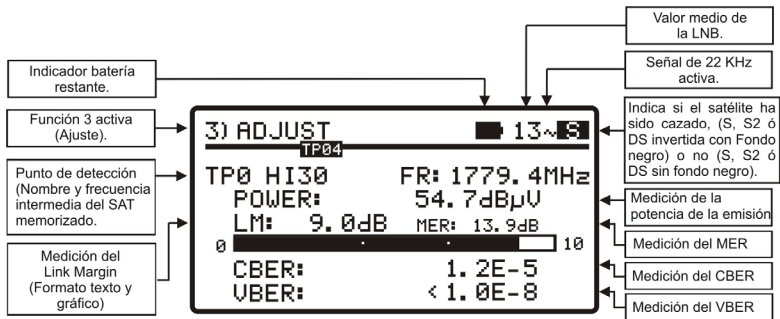 Valor medio de
la LNB.
Indicador batería
restante.
Señal de 22 KHz
activa.
Función 3 activa
(Ajuste).
Punto de detección
(Nombre y frecuencia
intermedia del SAT
memorizado.
Medición del
Link Margin
(Formato texto y
gráfico)
3) ADJUST 13~S
TP04
TP0 HI30 FR: 1779.4MHz
POWER: 54.7dBµV
LM: 9.0dB MER: 13.9dB
0 10
CBER: 1.2E-5
VBER: <1.0E-8
Indica si el satélite ha
sido cazado, (S, S2 ó
DS invertida con Fondo
negro) o no (S, S2 ó
DS sin fondo negro).
Medición de la
potencia de la emisión
Medición del MER
Medición del CBER
Medición del VBER